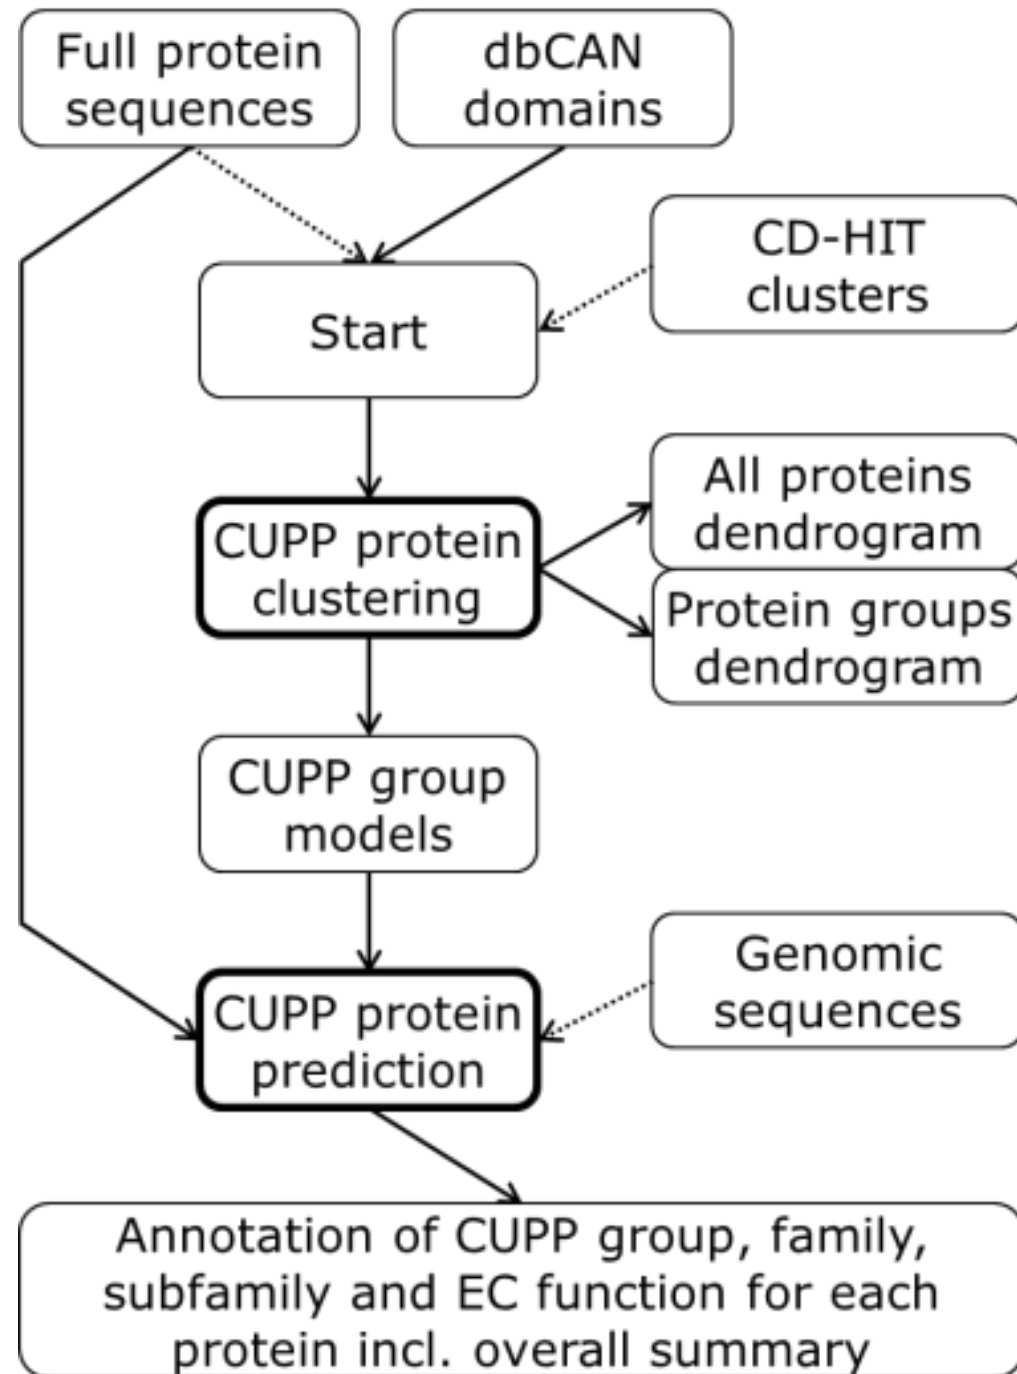 Full protein
sequences
dbCAN
domains
CD-HIT
clusters
Start
All proteins
dendrogram
CUPP protein
clustering
Protein groups
dendrogram
CUPP group
models
Genomic
sequences
CUPP protein
prediction
Annotation of CUPP group, family,
subfamily and EC function for each
protein incl. overall summary